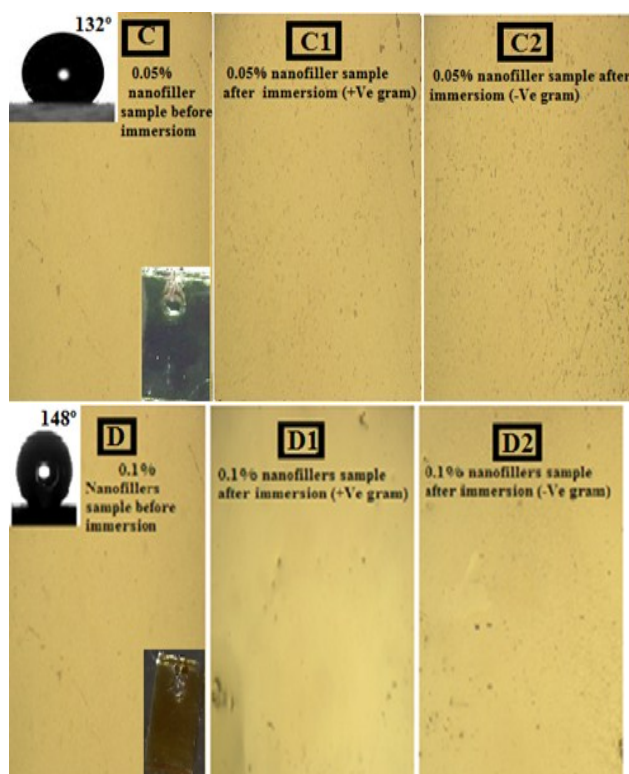 132º
C
0.05%
nanofiller
sample before
immersiom
C1
0.05% nanofiller sample
after immersiom (+Ve gram)
C2
0.05% nanofiller sample after
immersiom (-Ve gram)
148º
D
0.1%
Nanofillers
sample before
immersion
D1
0.1% nanofillers sample
after immersion (+Ve gram)
D2
0.1% nanofillers sample
after immersion (-Ve gram)